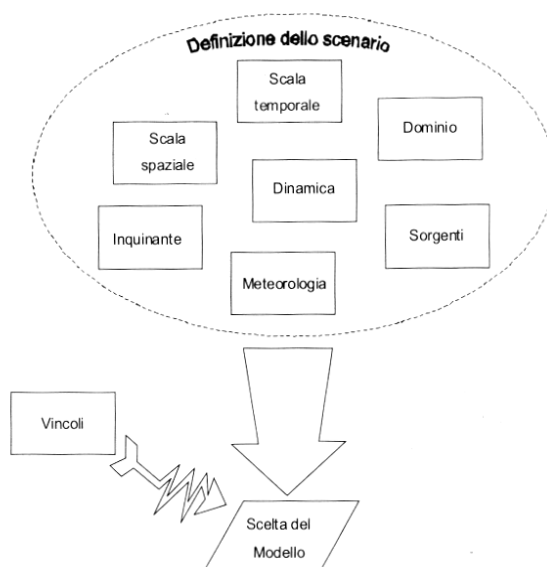 Definizione dello scenario
Scala
temporale
Dominio
Scala
spaziale
Dinamica
Inquinante
Sorgenti
Meteorologia
Vincoli
Scelta del
Modello